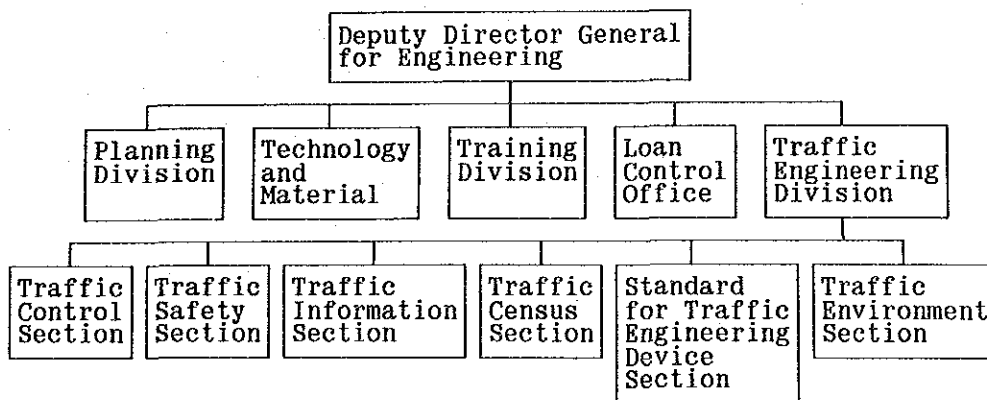 Deputy Director General
for Engineering
Planning
Division
Technology
and
Material
Training
Division
Loan
Control
Office
Traffic
Engineering
Division
Traffic
Control
Section
Traffic
Safety
Section
Traffic
Information
Section
Traffic
Census
Section
Standard
for Traffic
Engineering
Device
Section
Traffic
Environment
Section